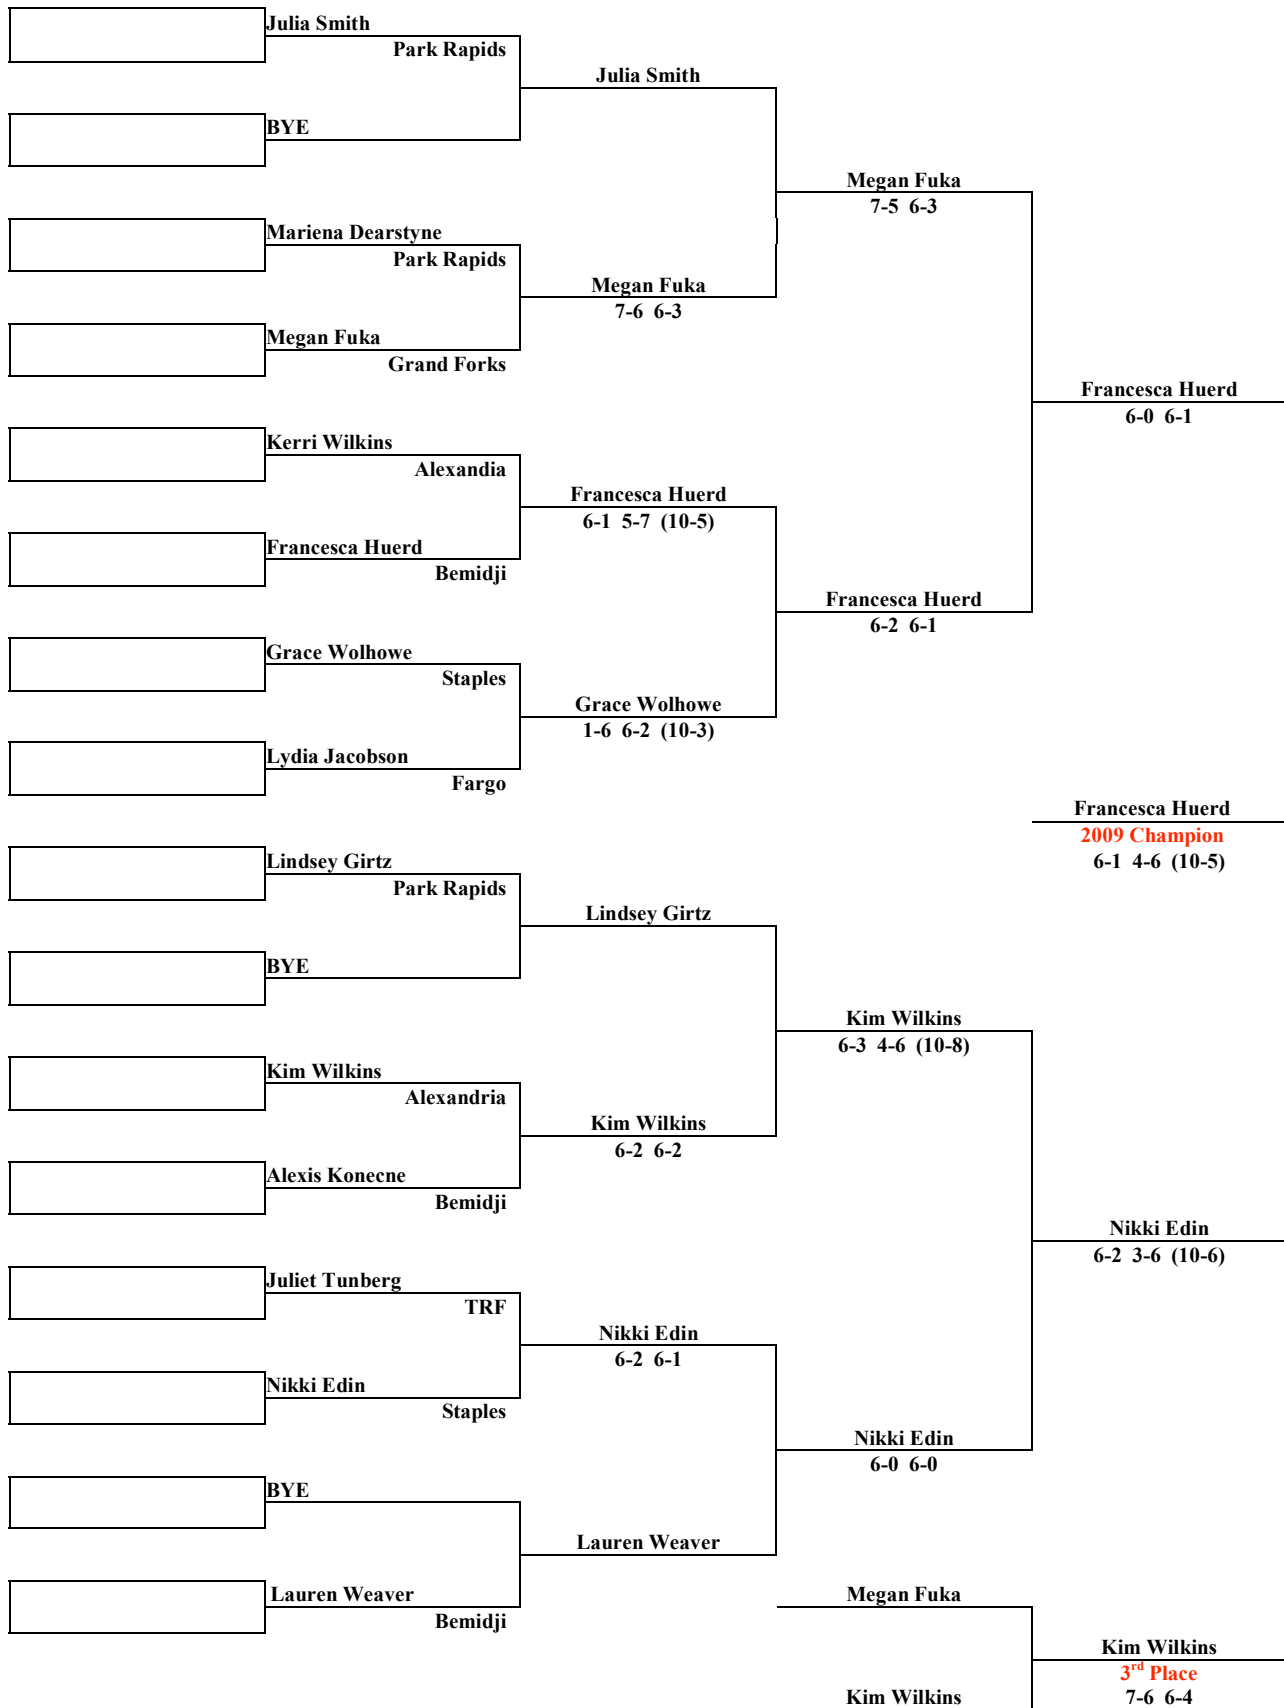 Julia Smith
Park Rapids
Julia Smith
BYE
Megan Fuka
7-5 6-3
Mariena Dearstyne
Park Rapids
Megan Fuka
7-6 6-3
Megan Fuka
Grand Forks
Francesca Huerd
6-0 6-1
Kerri Wilkins
Alexandia
Francesca Huerd
6-1 5-7 (10-5)
Francesca Huerd
Bemidji
Francesca Huerd
6-2 6-1
Grace Wolhowe
Staples
Grace Wolhowe
1-6 6-2 (10-3)
Lydia Jacobson
Fargo
Francesca Huerd
2009 Champion
6-1 4-6 (10-5)
Lindsey Girtz
Park Rapids
Lindsey Girtz
BYE
Kim Wilkins
6-3 4-6 (10-8)
Kim Wilkins
Alexandria
Kim Wilkins
6-2 6-2
Alexis Konecne
Bemidji
Nikki Edin
6-2 3-6 (10-6)
Juliet Tunberg
TRF
Nikki Edin
6-2 6-1
Nikki Edin
Staples
Nikki Edin
6-0 6-0
BYE
Lauren Weaver
Lauren Weaver
Bemidji
Megan Fuka
Kim Wilkins
3rd Place
7-6 6-4
Kim Wilkins